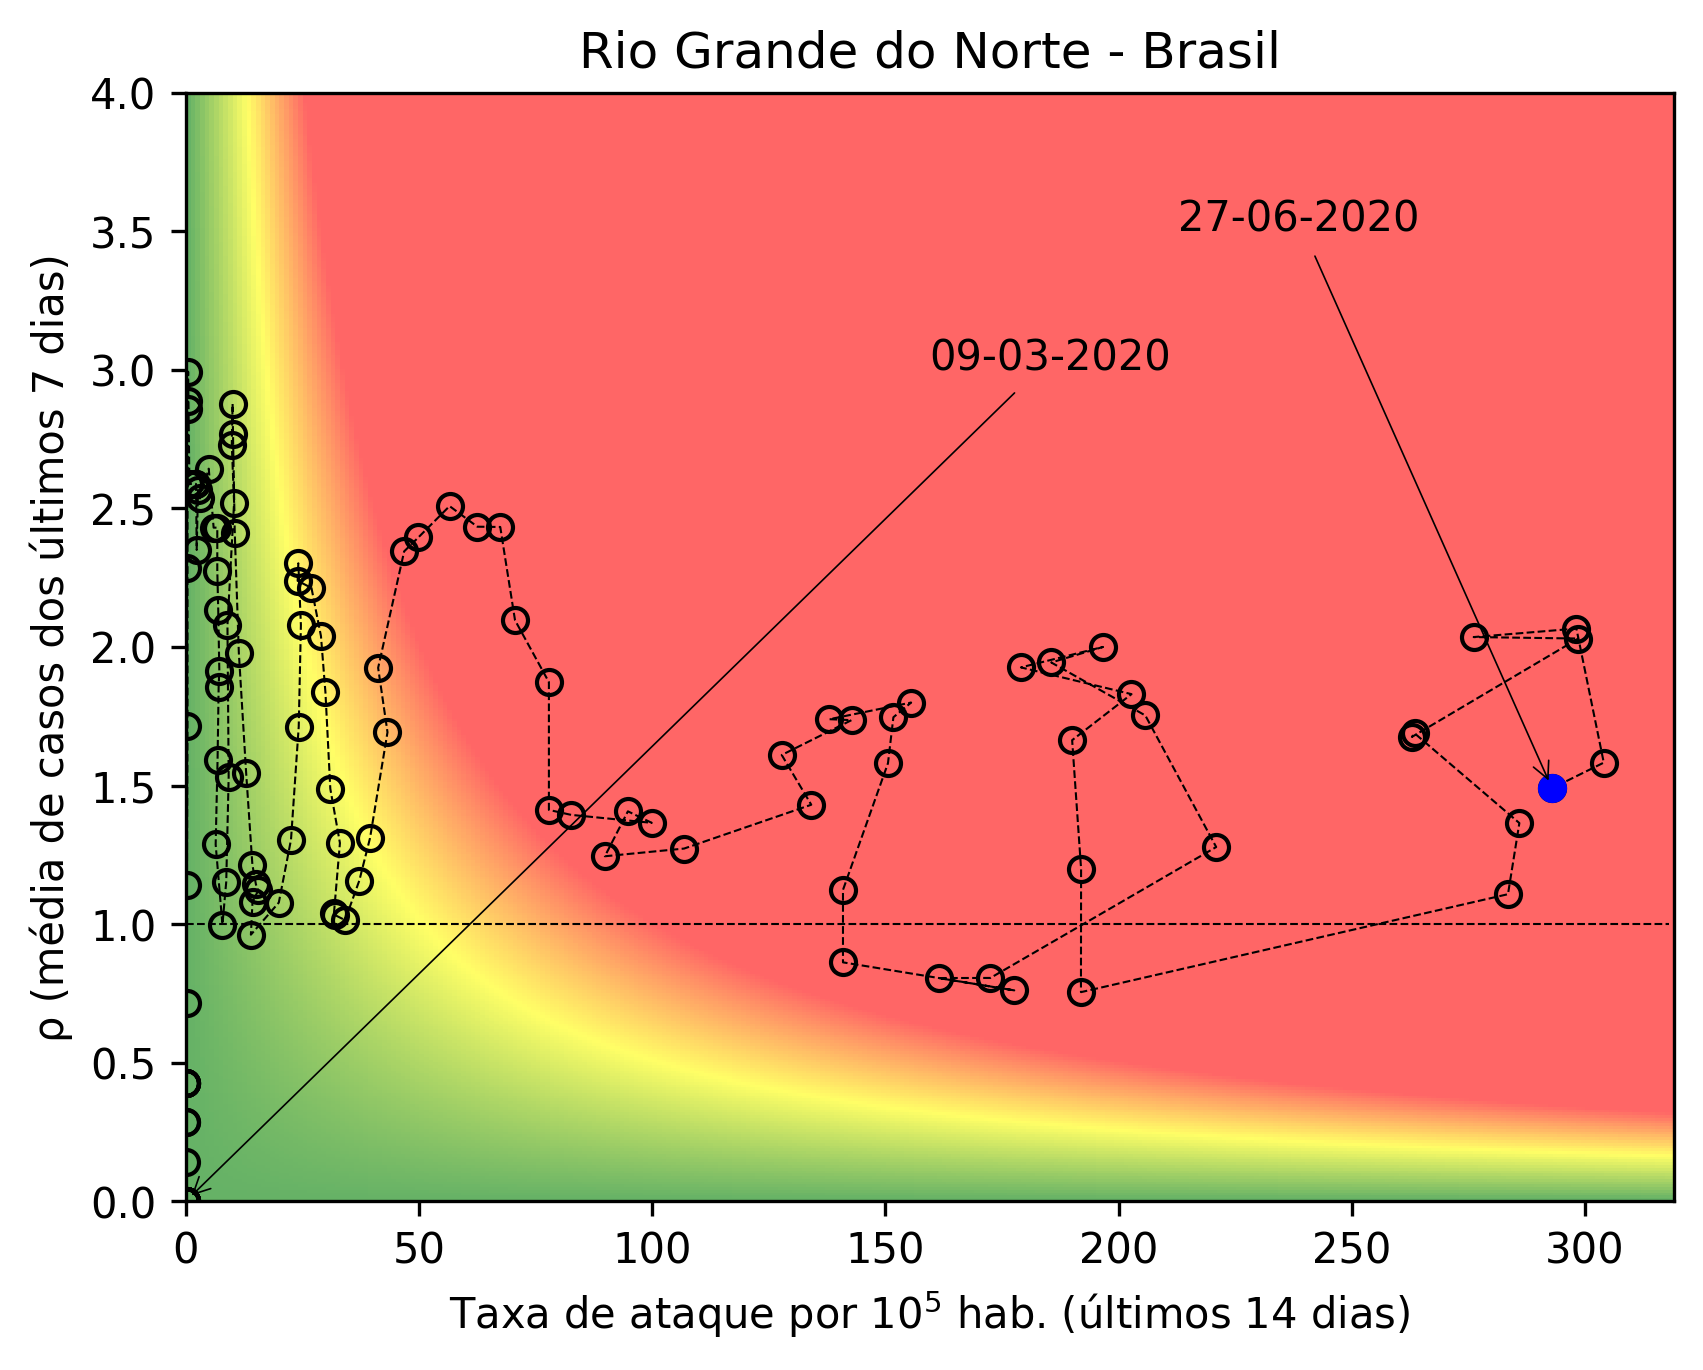 Rio Grande do Norte - Brasil
4.0
3.5
3.0
2.5
2.0
1.5
1.0
0.5
0.0
ρ (média de casos dos últimos 7 dias)
27-06-2020
09-03-2020
0 50 100 150 200 250 300
Taxa de ataque por 10⁵ hab. (últimos 14 dias)